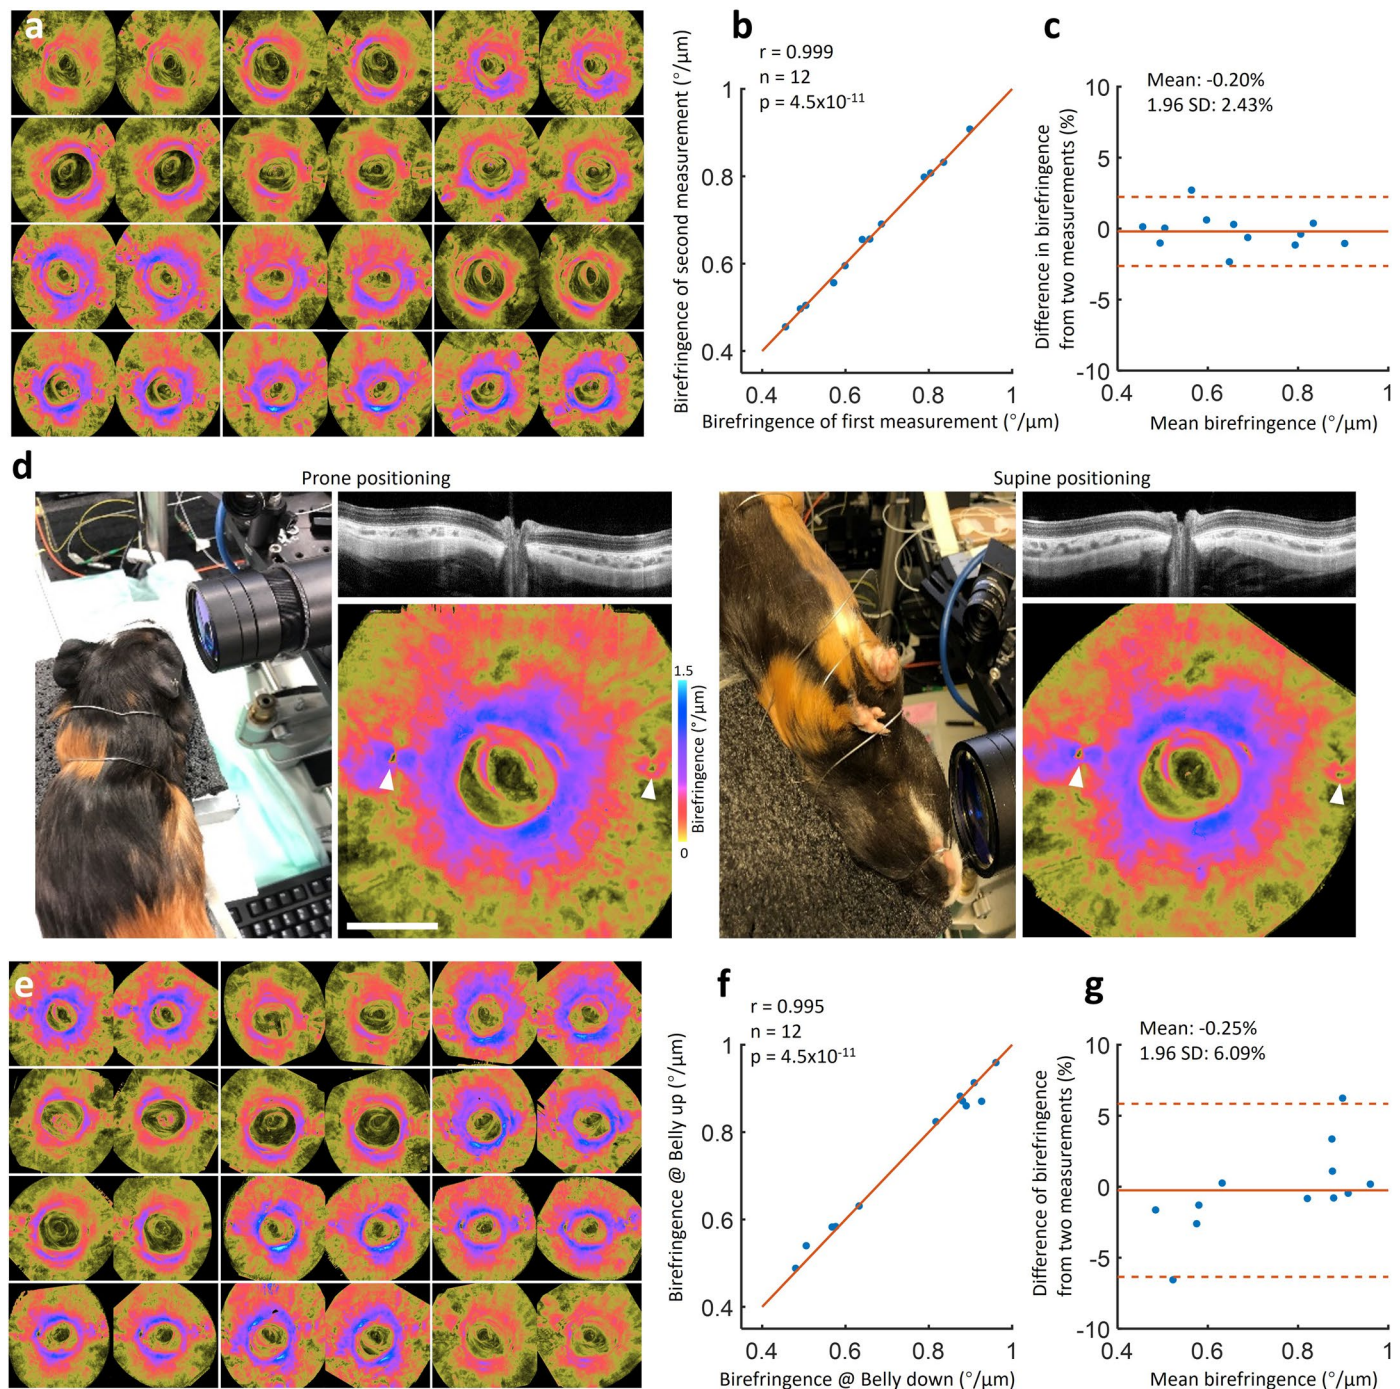 a
b
r = 0.999
n = 12
p = 4.5x10⁻¹¹
Birefringence of second measurement (°/μm)
1
0.8
0.6
0.4
0.4 0.6 0.8 1
Birefringence of first measurement (°/μm)
c
Mean: -0.20%
1.96 SD: 2.43%
Difference in birefringence
from two measurements (%)
10
5
0
-5
-10
0.4 0.6 0.8 1
Mean birefringence (°/μm)
d
Prone positioning
1.5
Birefringence (°/μm)
0
Supine positioning
e
f
r = 0.995
n = 12
p = 4.5x10⁻¹¹
Birefringence @ Belly up (°/μm)
1
0.8
0.6
0.4
0.4 0.6 0.8 1
Birefringence @ Belly down (°/μm)
g
Mean: -0.25%
1.96 SD: 6.09%
Difference of birefringence
from two measurements (%)
10
5
0
-5
-10
0.4 0.6 0.8 1
Mean birefringence (°/μm)